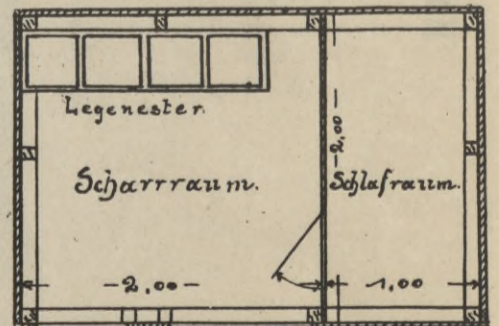 Legenester.
-2,00-
Scharrraum.
Schlafraum.
-2,00-
1,00